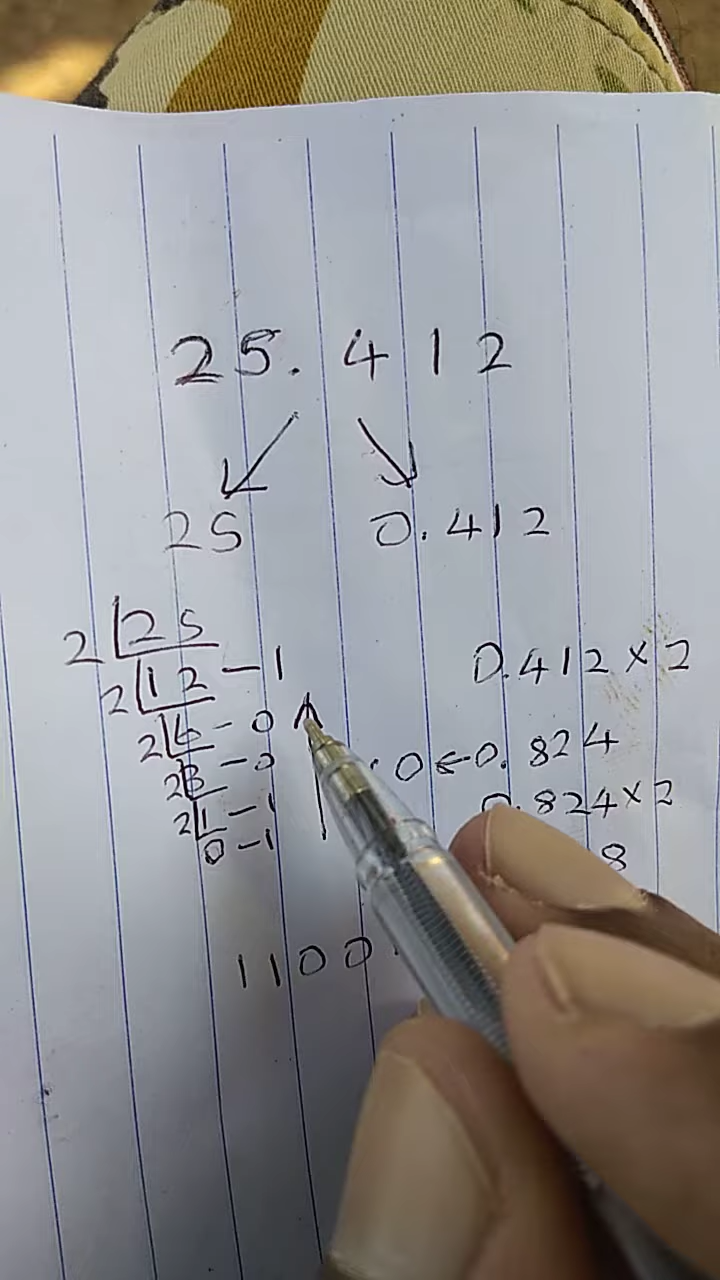 25.412
25 0.412
2 25
2 12 - 1 0.412 × 2
2 6 - 0
2 3 - 0 .0 ← 0.824
2 1 - 1 0.824 × 2
0 - 1 8
1100